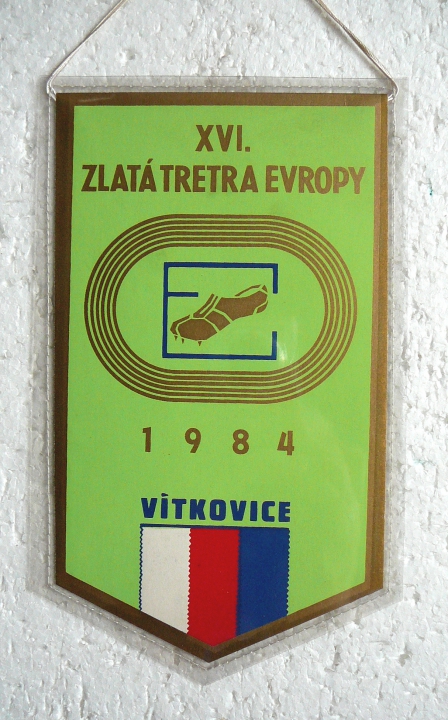 XVI.
ZLATÁ TRETRA EVROPY
1984
VÍTKOVICE